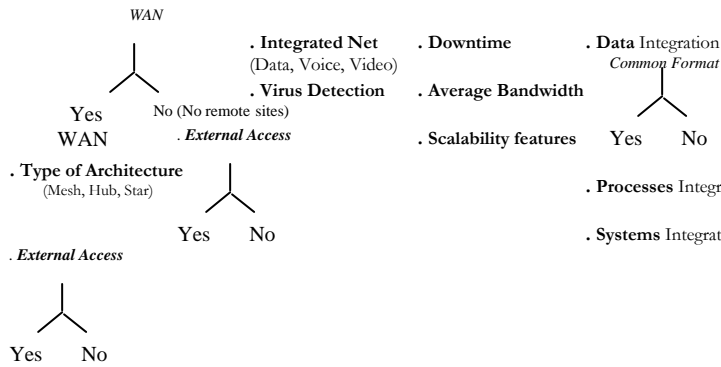 WAN
Yes
No (No remote sites)
WAN
. External Access
. Type of Architecture
(Mesh, Hub, Star)
Yes No
. External Access
Yes No
. Integrated Net
(Data, Voice, Video)
. Virus Detection
. Downtime
. Average Bandwidth
. Scalability features
. Data Integration
Common Format
Yes No
. Processes Integr
. Systems Integrat